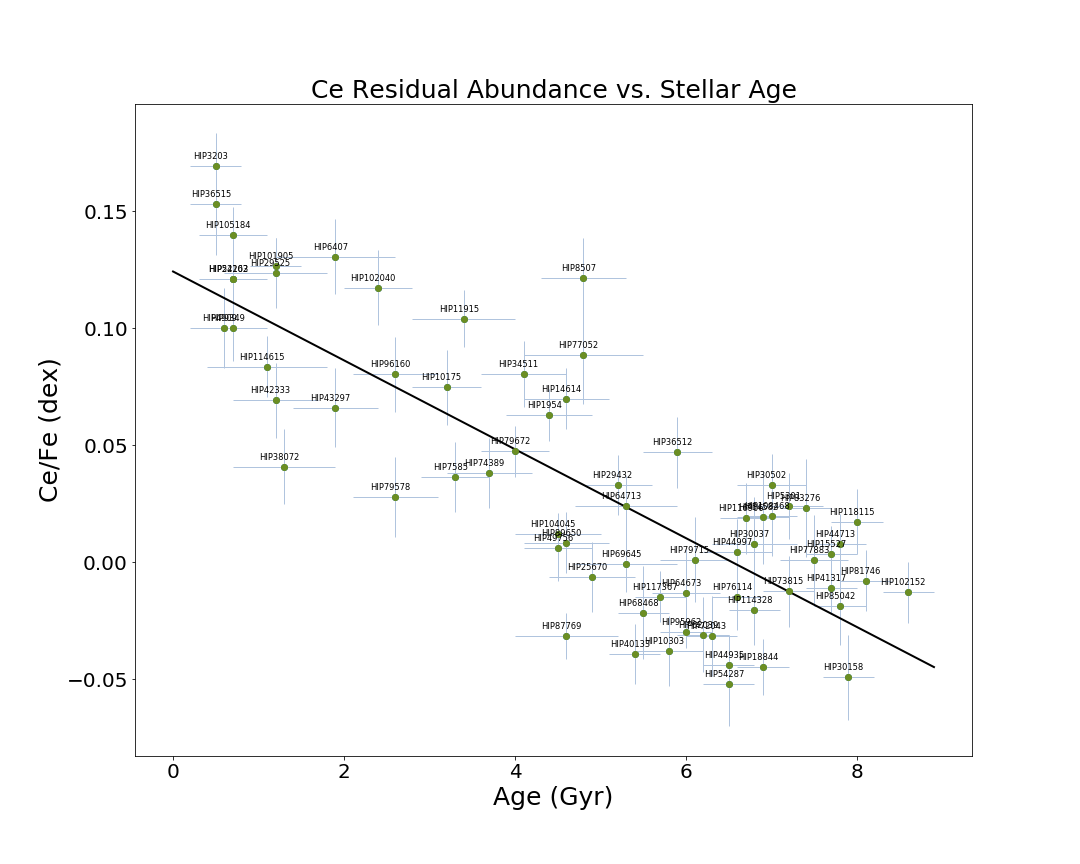 Ce Residual Abundance vs. Stellar Age
Ce/Fe (dex)
0.15
0.10
0.05
0.00
−0.05
HIP3203
HIP36515
HIP105184
HIP101905
HIP29525
HIP6407
HIP102040
HIP8507
HIP11915
HIP77052
HIP114615
HIP96160
HIP10175
HIP34511
HIP42333
HIP43297
HIP14614
HIP1954
HIP38072
HIP79672
HIP7585
HIP74389
HIP36512
HIP79578
HIP29432
HIP64713
HIP30502
HIP118115
HIP104045
HIP49756
HIP30037
HIP44713
HIP15527
HIP44997
HIP79715
HIP77883
HIP69645
HIP25670
HIP81746
HIP41317
HIP73815
HIP76114
HIP64673
HIP117367
HIP102152
HIP85042
HIP114328
HIP68468
HIP87769
HIP10303
HIP40133
HIP44935
HIP18844
HIP54287
HIP30158
0
2
4
6
8
Age (Gyr)